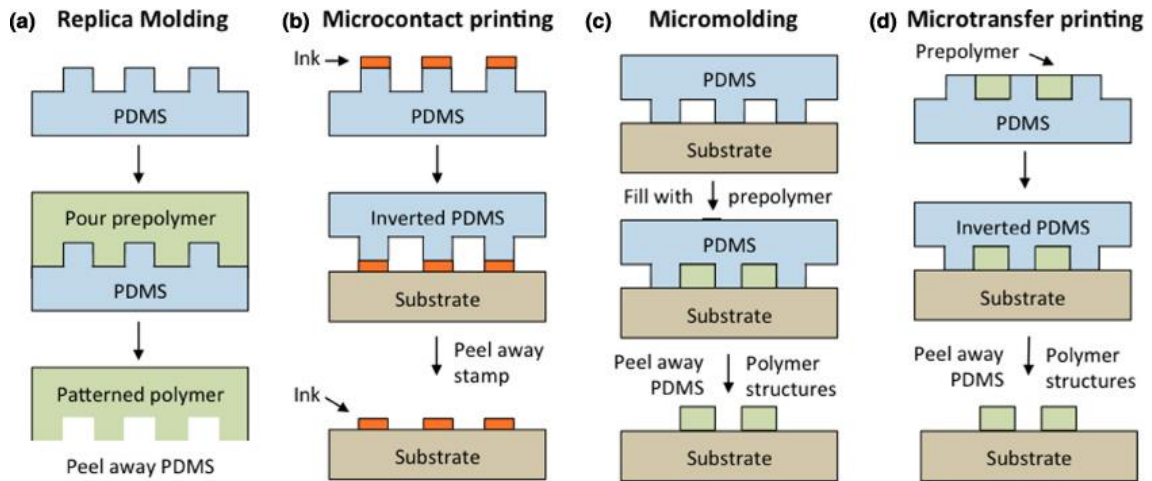 (a) Replica Molding
PDMS
Pour prepolymer
PDMS
Patterned polymer
Peel away PDMS
(b) Microcontact printing
Ink
PDMS
Inverted PDMS
Substrate
Peel away
stamp
Ink
Substrate
(c) Micromolding
PDMS
Substrate
Fill with prepolymer
PDMS
Substrate
Peel away Polymer
PDMS structures
Substrate
(d) Microtransfer printing
Prepolymer
PDMS
Inverted PDMS
Substrate
Peel away Polymer
PDMS structures
Substrate